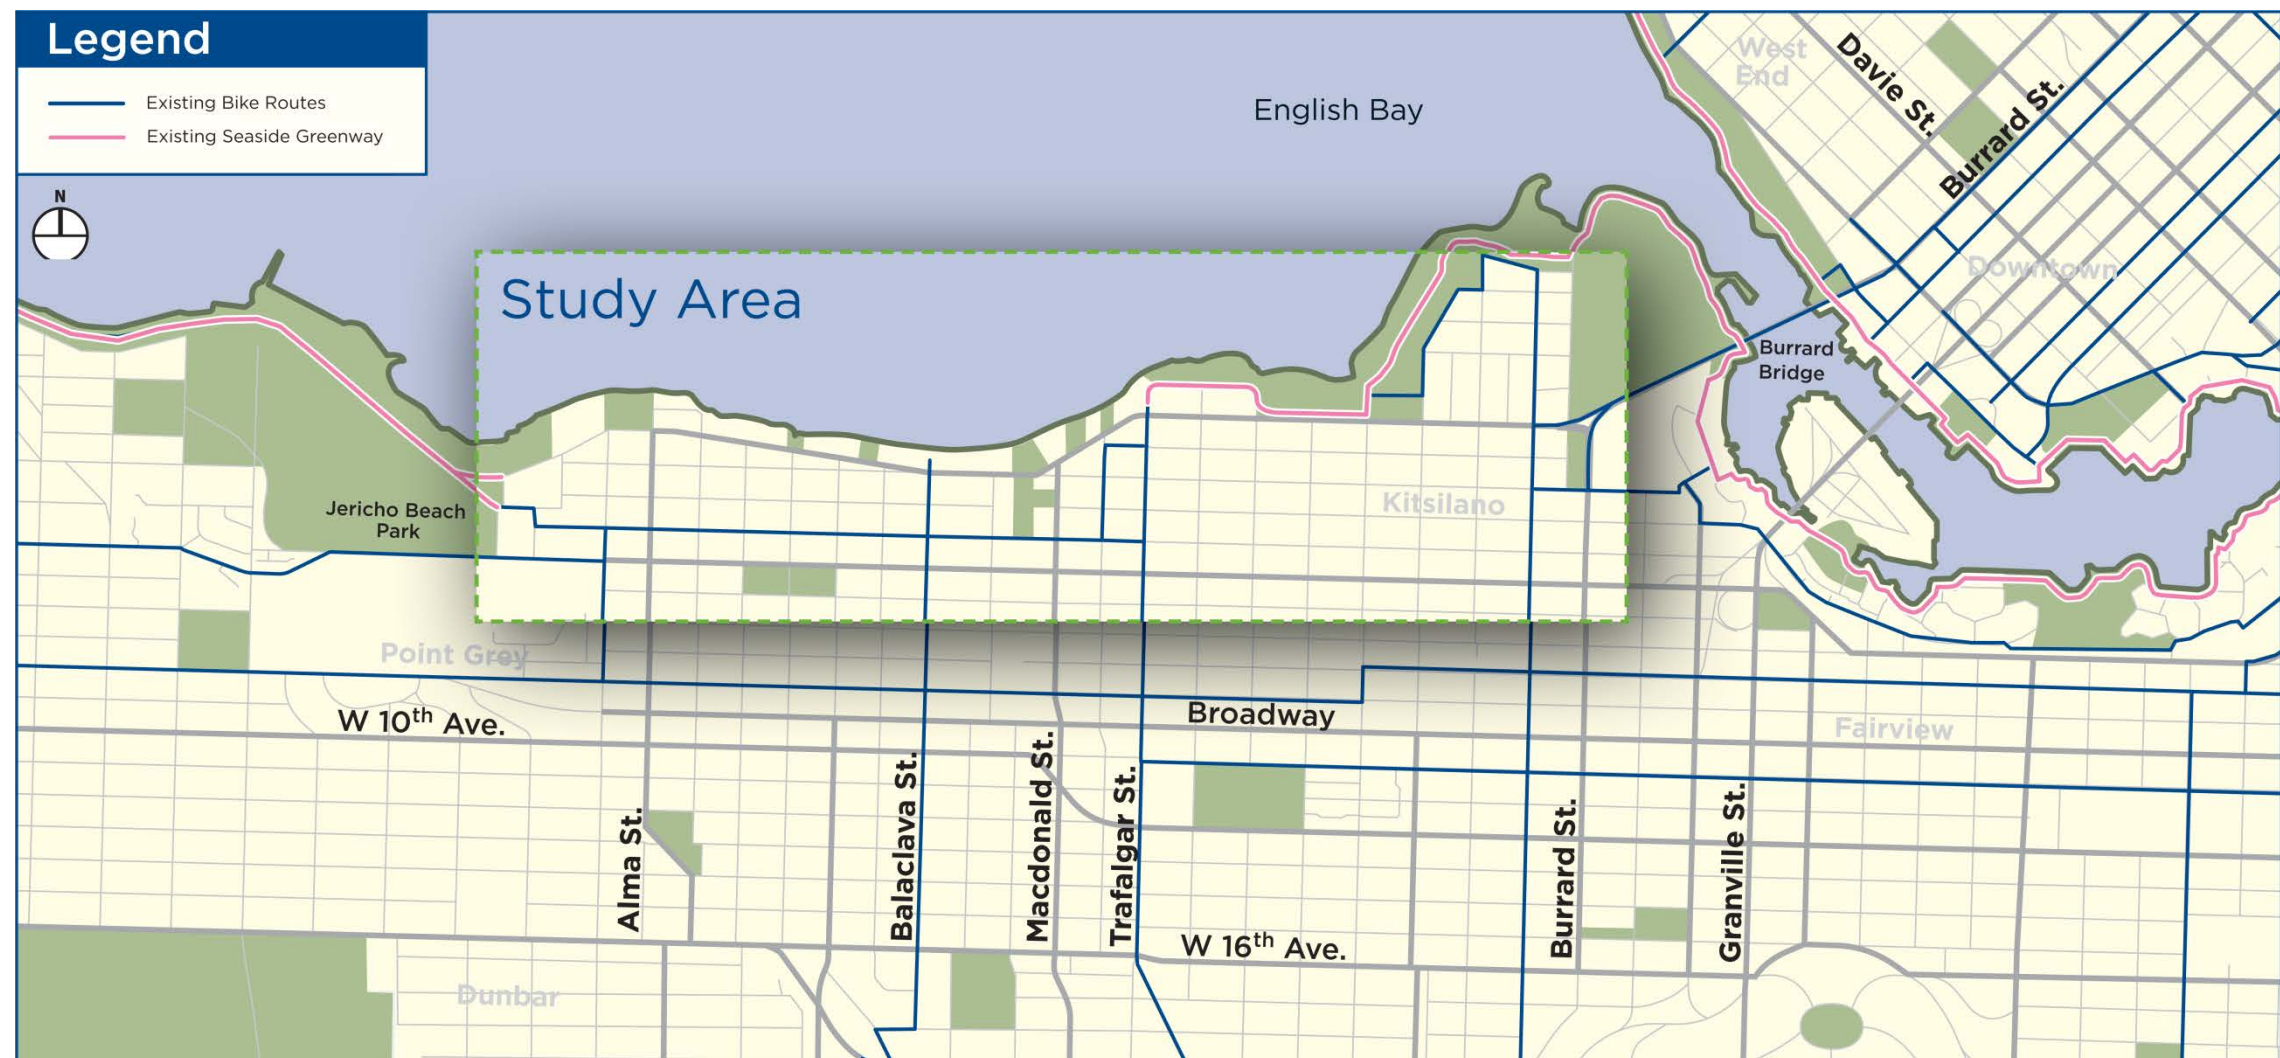 Legend
Existing Bike Routes
Existing Seaside Greenway
N
English Bay
West
End
Davie St.
Burrard St.
Downtown
Study Area
Burrard
Bridge
Jericho Beach
Park
Kitsilano
Point Grey
W 10th Ave.
Broadway
Fairview
Alma St.
Balaclava St.
Macdonald St.
Trafalgar St.
Burrard St.
Granville St.
W 16th Ave.
Dunbar